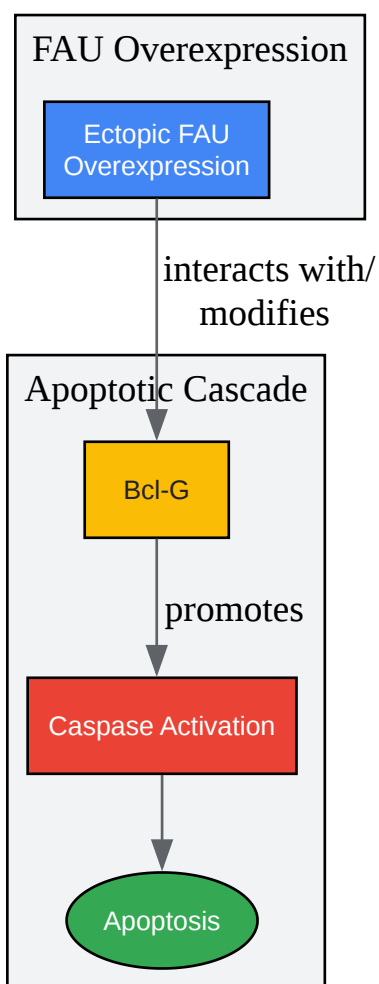 FAU Overexpression
Ectopic FAU
Overexpression
interacts with/
modifies
Apoptotic Cascade
Bcl-G
promotes
Caspase Activation
Apoptosis